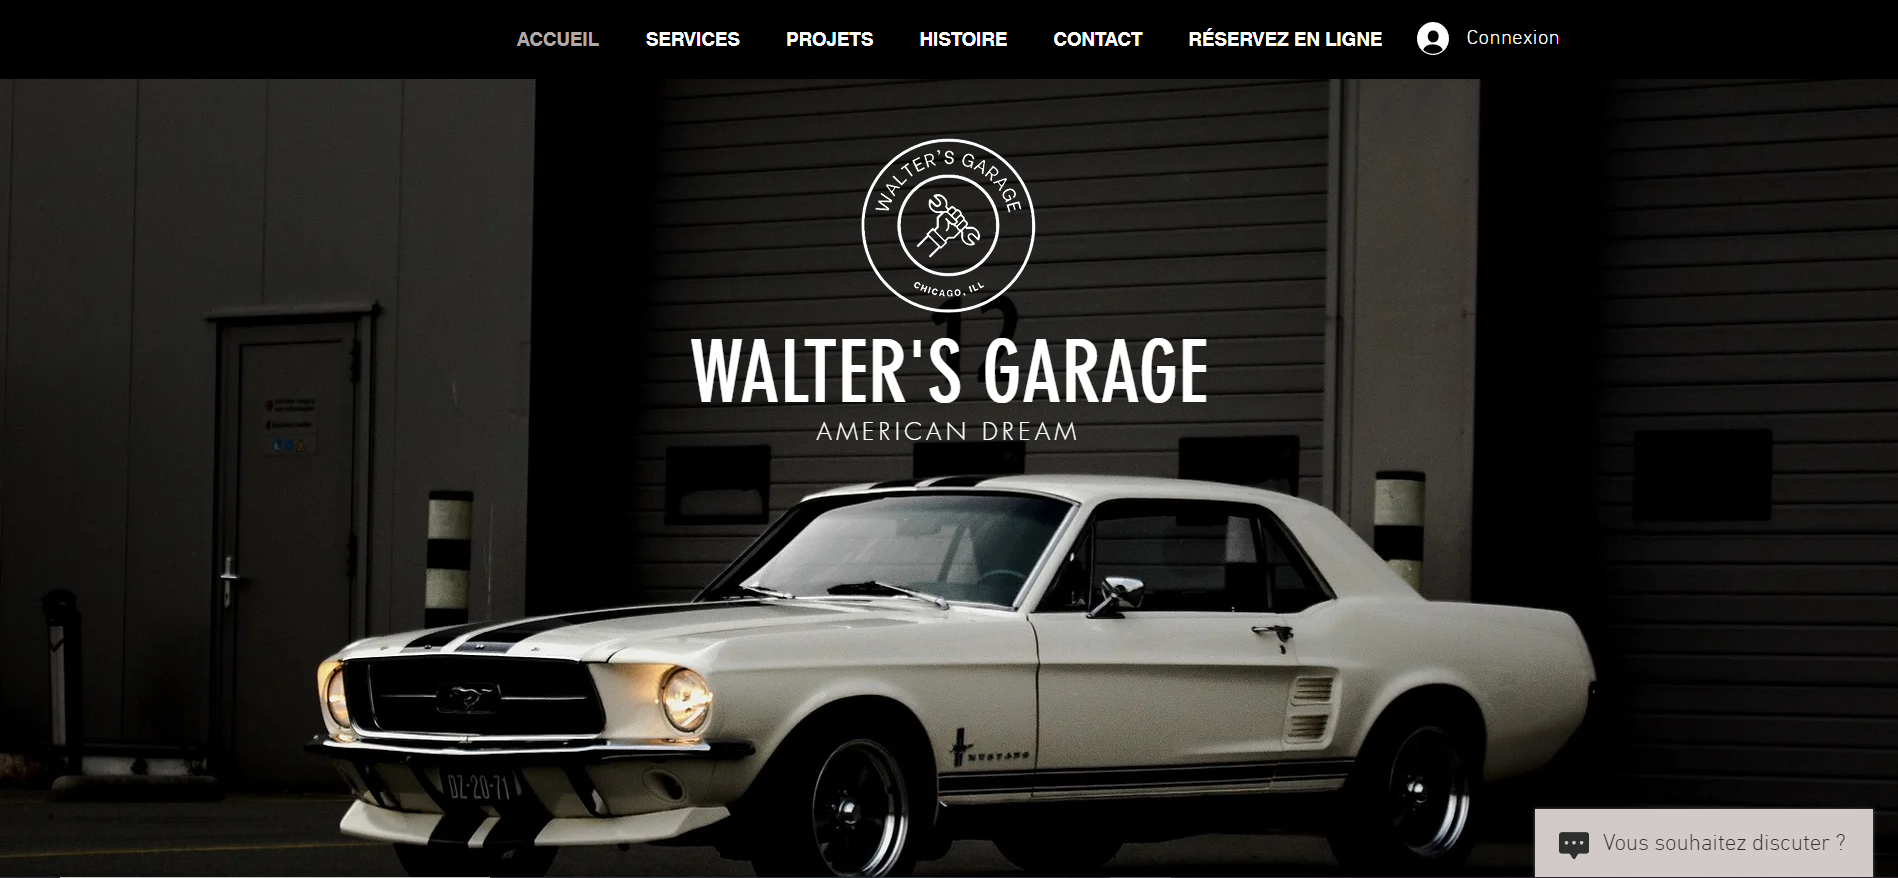 ACCUEIL SERVICES PROJETS HISTOIRE CONTACT RÉSERVEZ EN LIGNE Connexion
WALTER'S GARAGE
CHICAGO, ILL
12
WALTER'S GARAGE
AMERICAN DREAM
MUSTANG
DZ-20-71
Vous souhaitez discuter ?